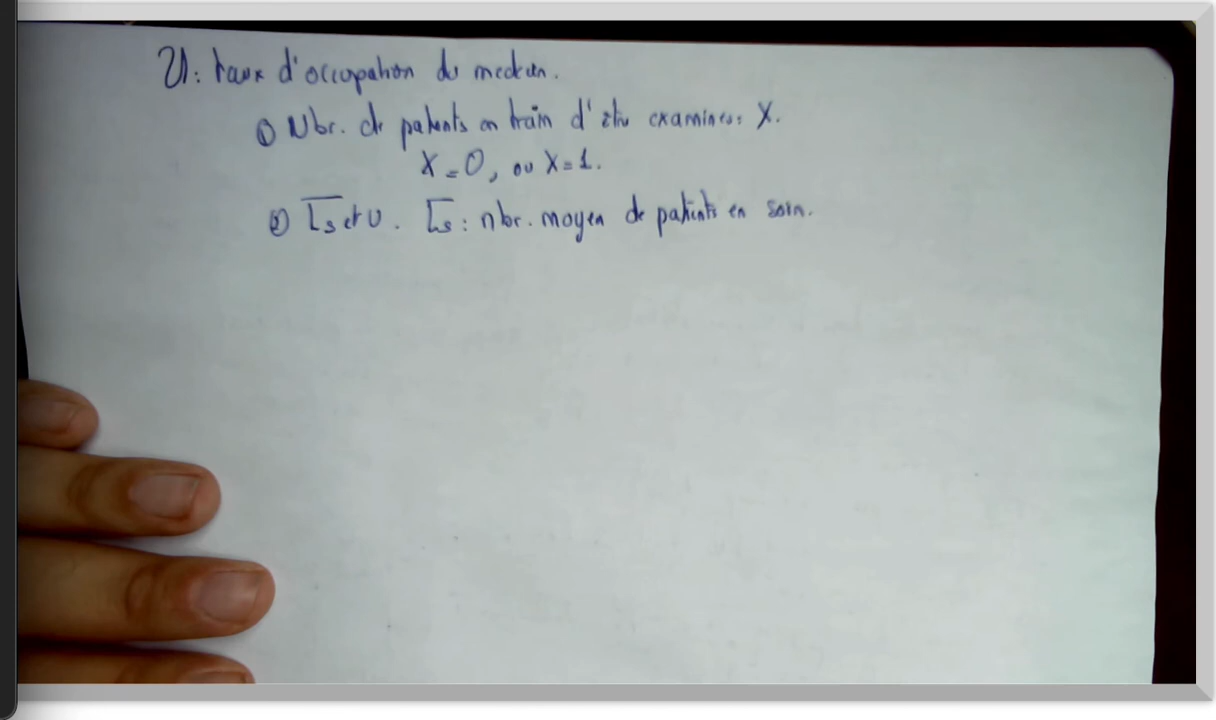 U: taux d'occupation du medecin.
① Nbr. de patients en train d'être examines: X.
X=0, ou X=1.
② L̅s et U. L̅s: nbr. moyen de patients en soin.